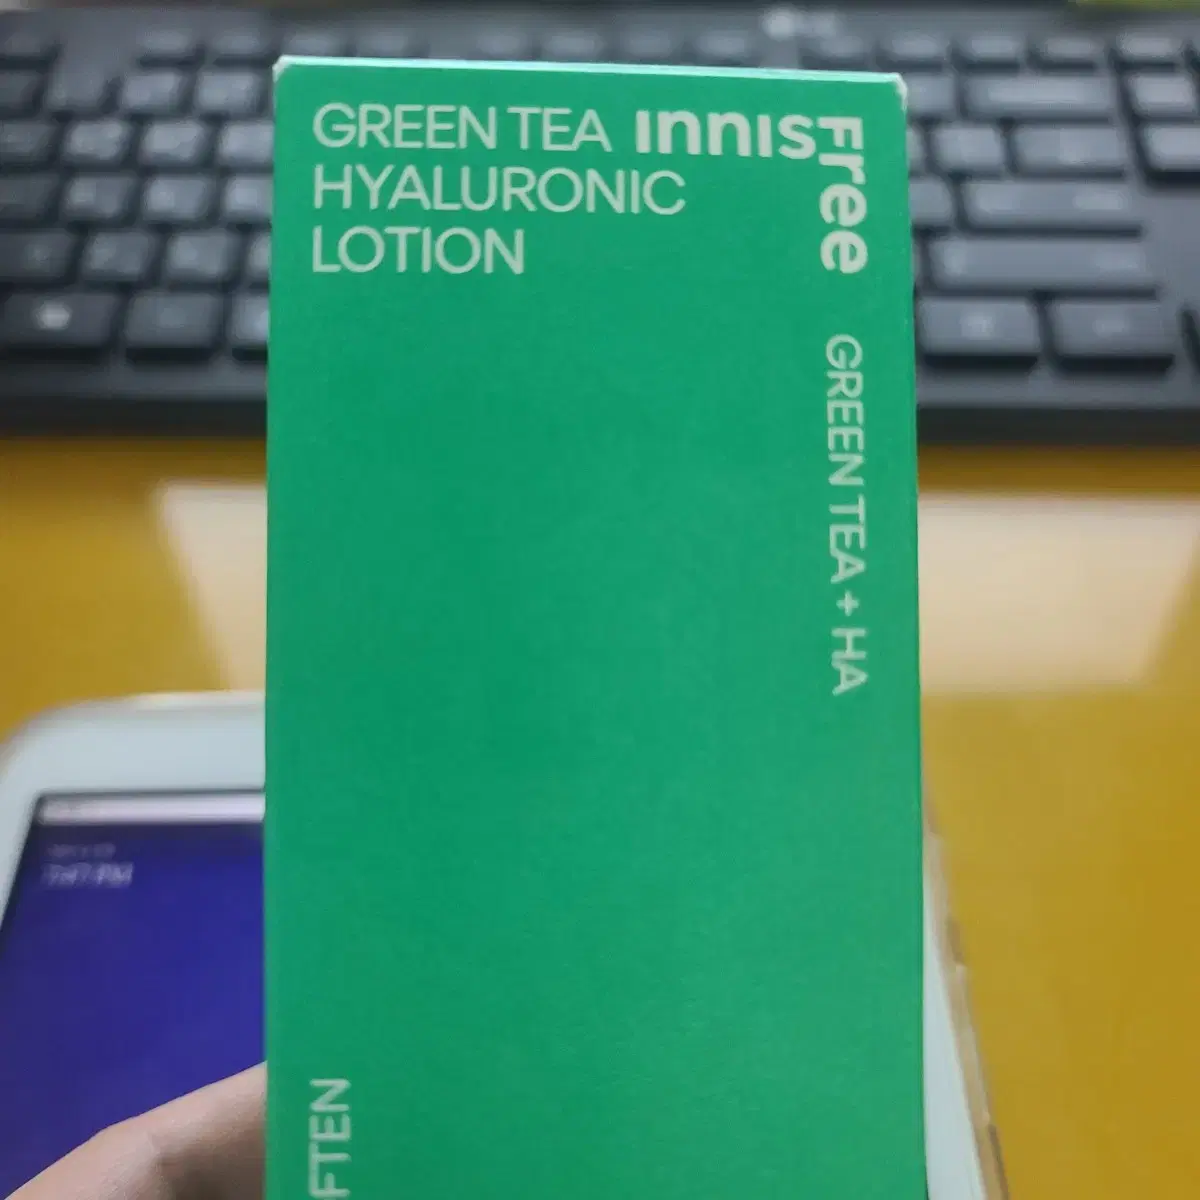 GREEN TEA
HYALURONIC
LOTION
innisfree
GREEN TEA + HA
FTEN